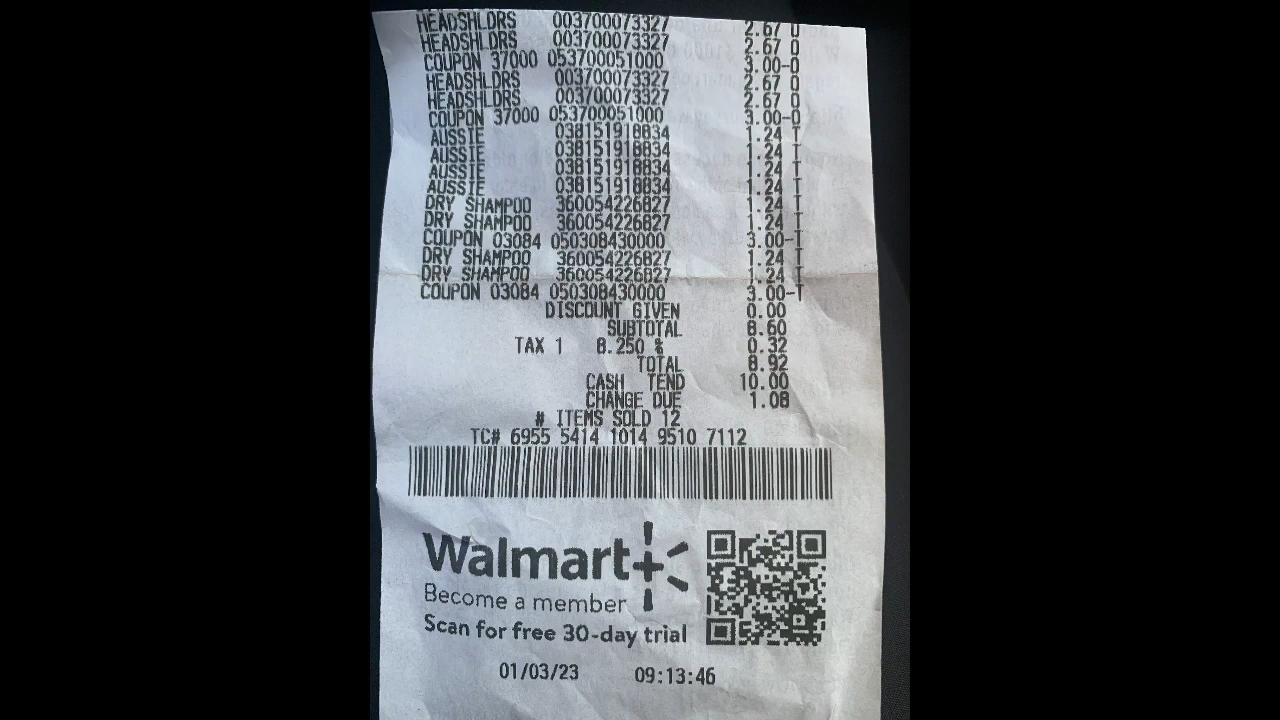 HEADSHLDRS 003700073327 2.67 O
HEADSHLDRS 003700073327 2.67 O
COUPON 37000 053700051000 3.00-O
HEADSHLDRS 003700073327 2.67 O
HEADSHLDRS 003700073327 2.67 O
COUPON 37000 053700051000 3.00-O
AUSSIE 038151918834 1.24 T
AUSSIE 038151918834 1.24 T
AUSSIE 038151918834 1.24 T
AUSSIE 038151918834 1.24 T
DRY SHAMPOO 360054226827 1.24 T
DRY SHAMPOO 360054226827 1.24 T
COUPON 03084 050308430000 3.00-T
DRY SHAMPOO 360054226827 1.24 T
DRY SHAMPOO 360054226827 1.24 T
COUPON 03084 050308430000 3.00-T
DISCOUNT GIVEN 0.00
SUBTOTAL 8.60
TAX 1 8.250 % 0.32
TOTAL 8.92
CASH TEND 10.00
CHANGE DUE 1.08
# ITEMS SOLD 12
TC# 6955 5414 1014 9510 7112
Walmart+
Become a member
Scan for free 30-day trial
01/03/23 09:13:46